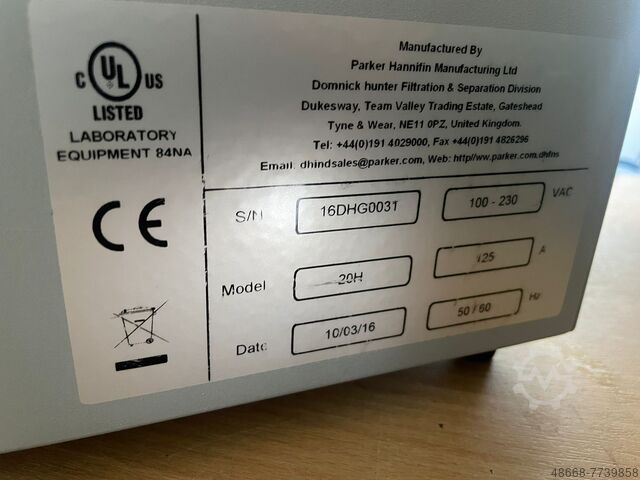 C UL US
LISTED
LABORATORY
EQUIPMENT 84NA
CE
Manufactured By
Parker Hannifin Manufacturing Ltd
Domnick hunter Filtration & Separation Division
Dukesway, Team Valley Trading Estate, Gateshead
Tyne & Wear, NE11 0PZ, United Kingdom.
Tel: +44(0)191 4029000, Fax +44(0)191 4826296
Email: dhindsales@parker.com, Web: http//ww.parker.com.dhfns
S/N 16DHG0031 100 - 230 VAC
Model 20H 125 A
Date 10/03/16 50 / 60 Hz
48668-7739858